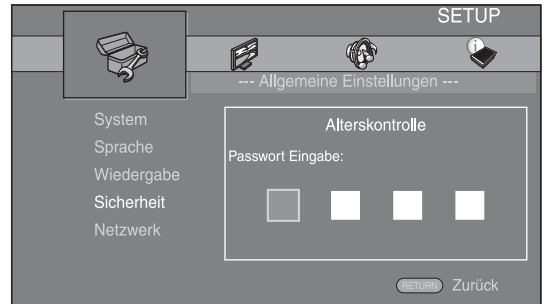 SETUP
--- Allgemeine Einstellungen ---
System
Sprache
Wiedergabe
Sicherheit
Netzwerk
Alterskontrolle
Passwort Eingabe:
RETURN Zurück